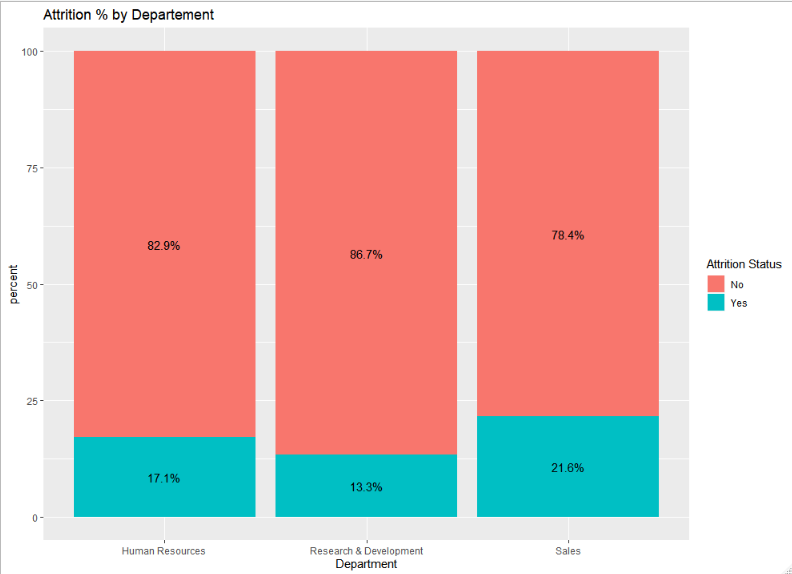 Attrition % by Departement
100
75
50
25
0
percent
82.9%
86.7%
78.4%
17.1%
13.3%
21.6%
Human Resources
Research & Development
Sales
Department
Attrition Status
No
Yes